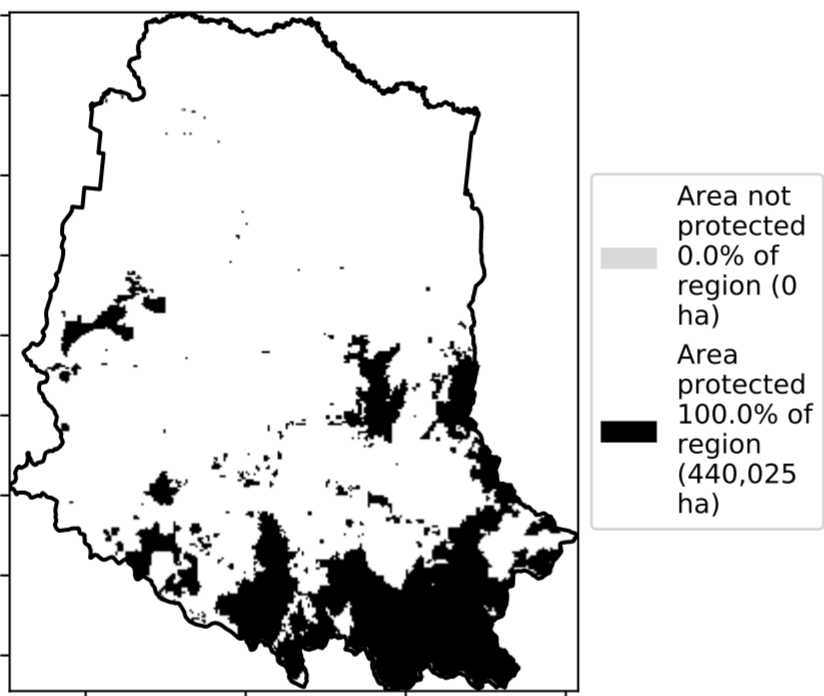 Area not
protected
0.0% of
region (0
ha)
Area
protected
100.0% of
region
(440,025
ha)